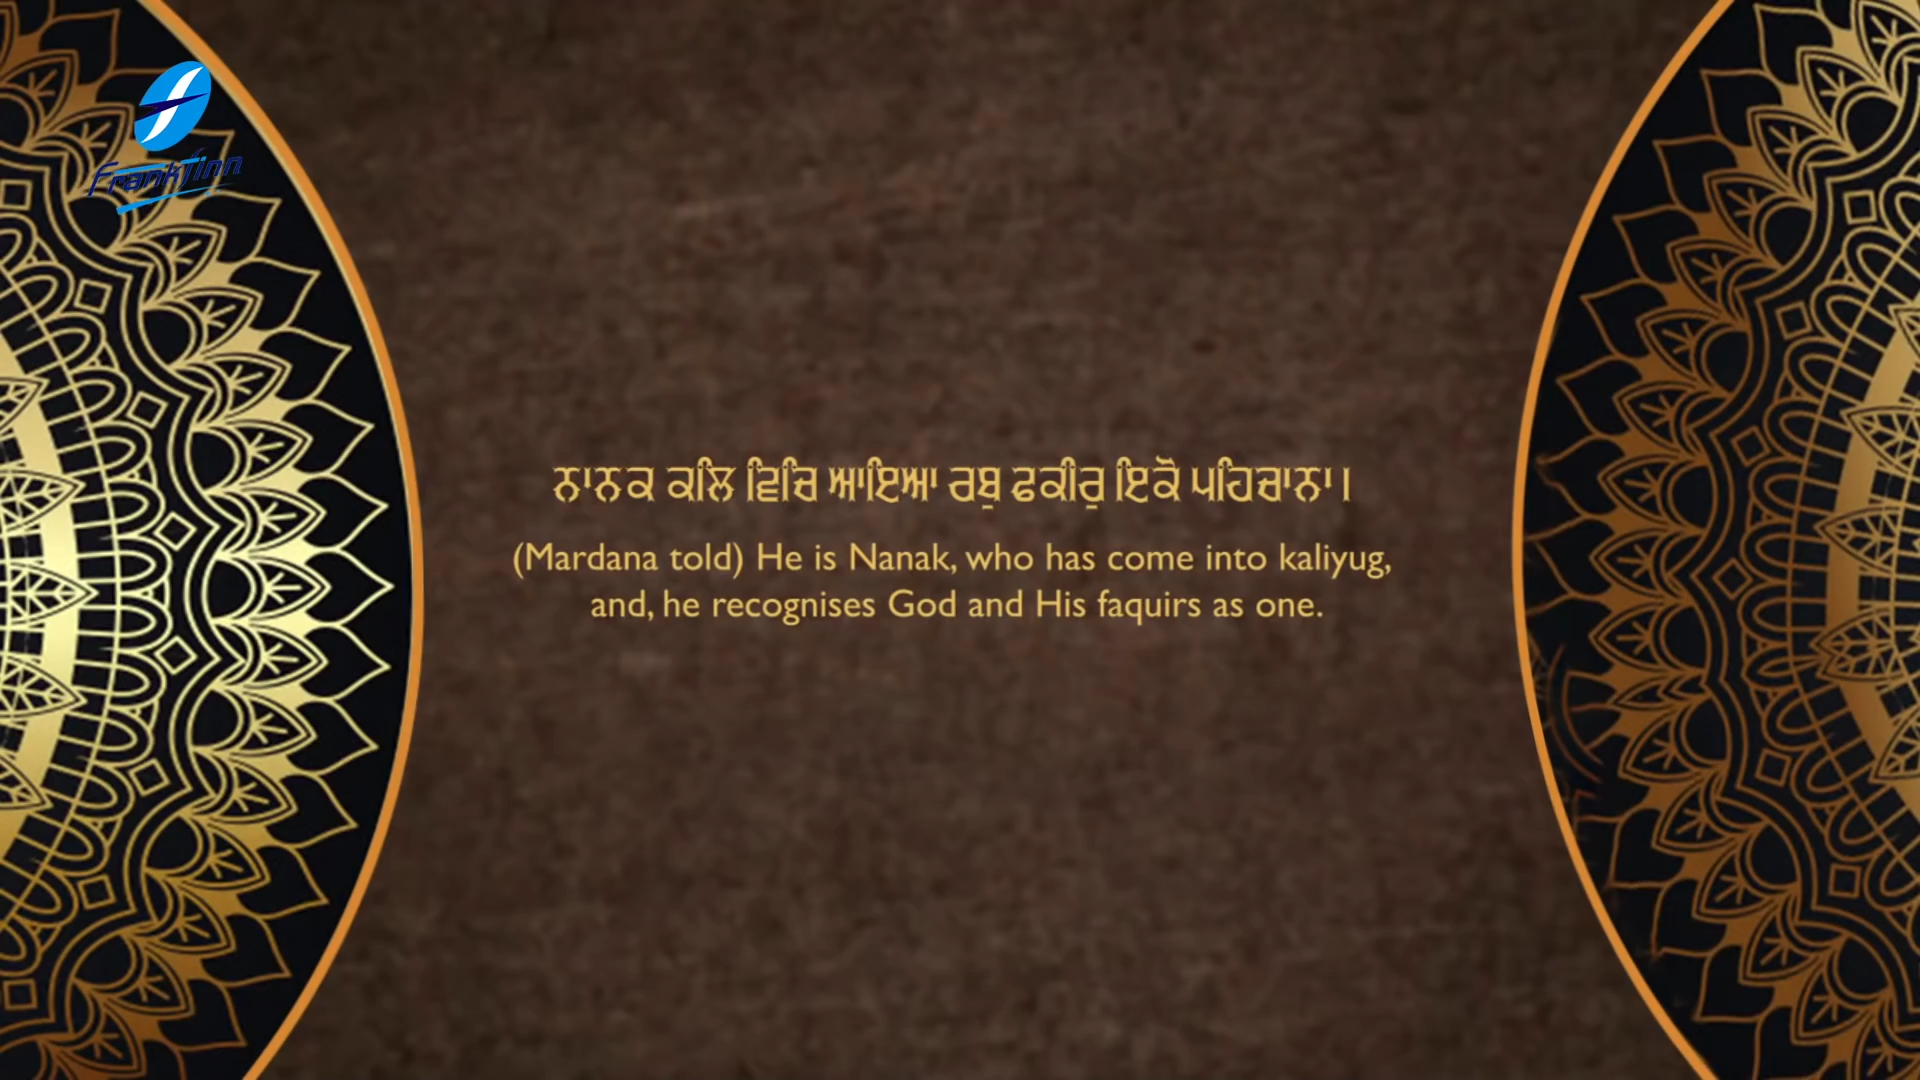 Frankfinn
ਨਾਨਕ ਕਲਿ ਵਿਚਿ ਆਇਆ ਰਬੁ ਫਕੀਰੁ ਇਕੋ ਪਹਿਚਾਨਾ।
(Mardana told) He is Nanak, who has come into kaliyug,
and, he recognises God and His faquirs as one.